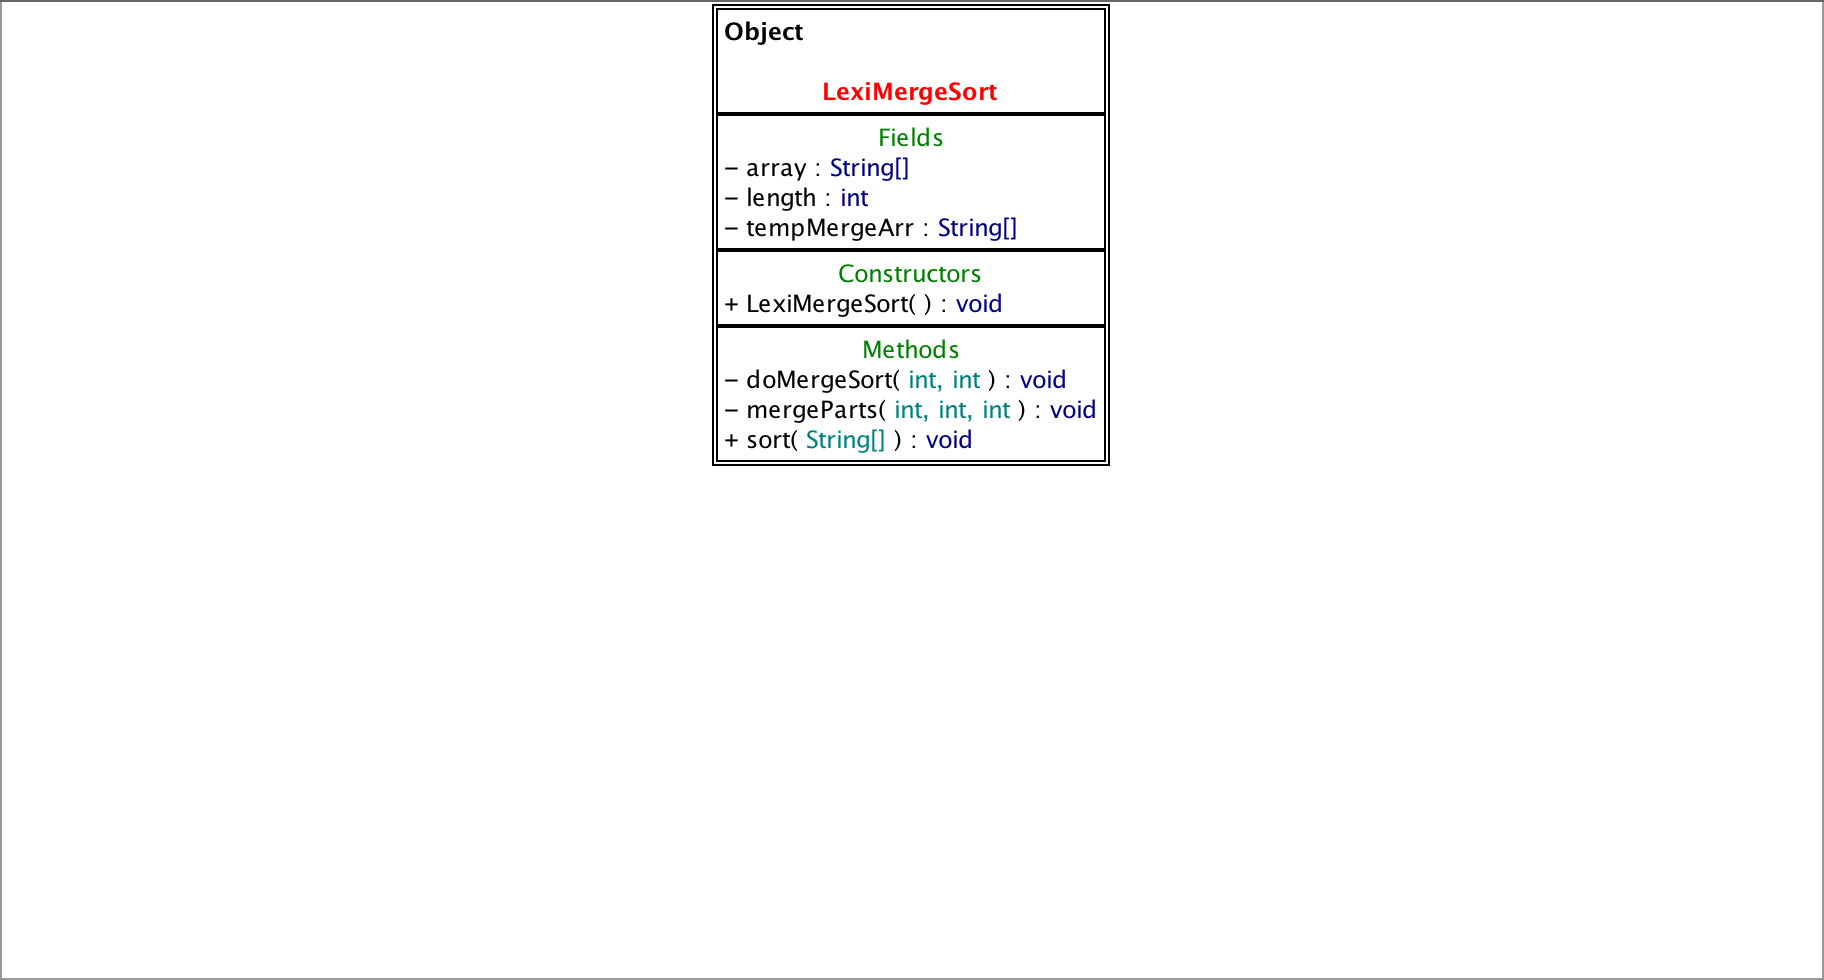 Object
LexiMergeSort
Fields
– array : String[]
– length : int
– tempMergeArr : String[]
Constructors
+ LexiMergeSort( ) : void
Methods
– doMergeSort( int, int ) : void
– mergeParts( int, int, int ) : void
+ sort( String[] ) : void